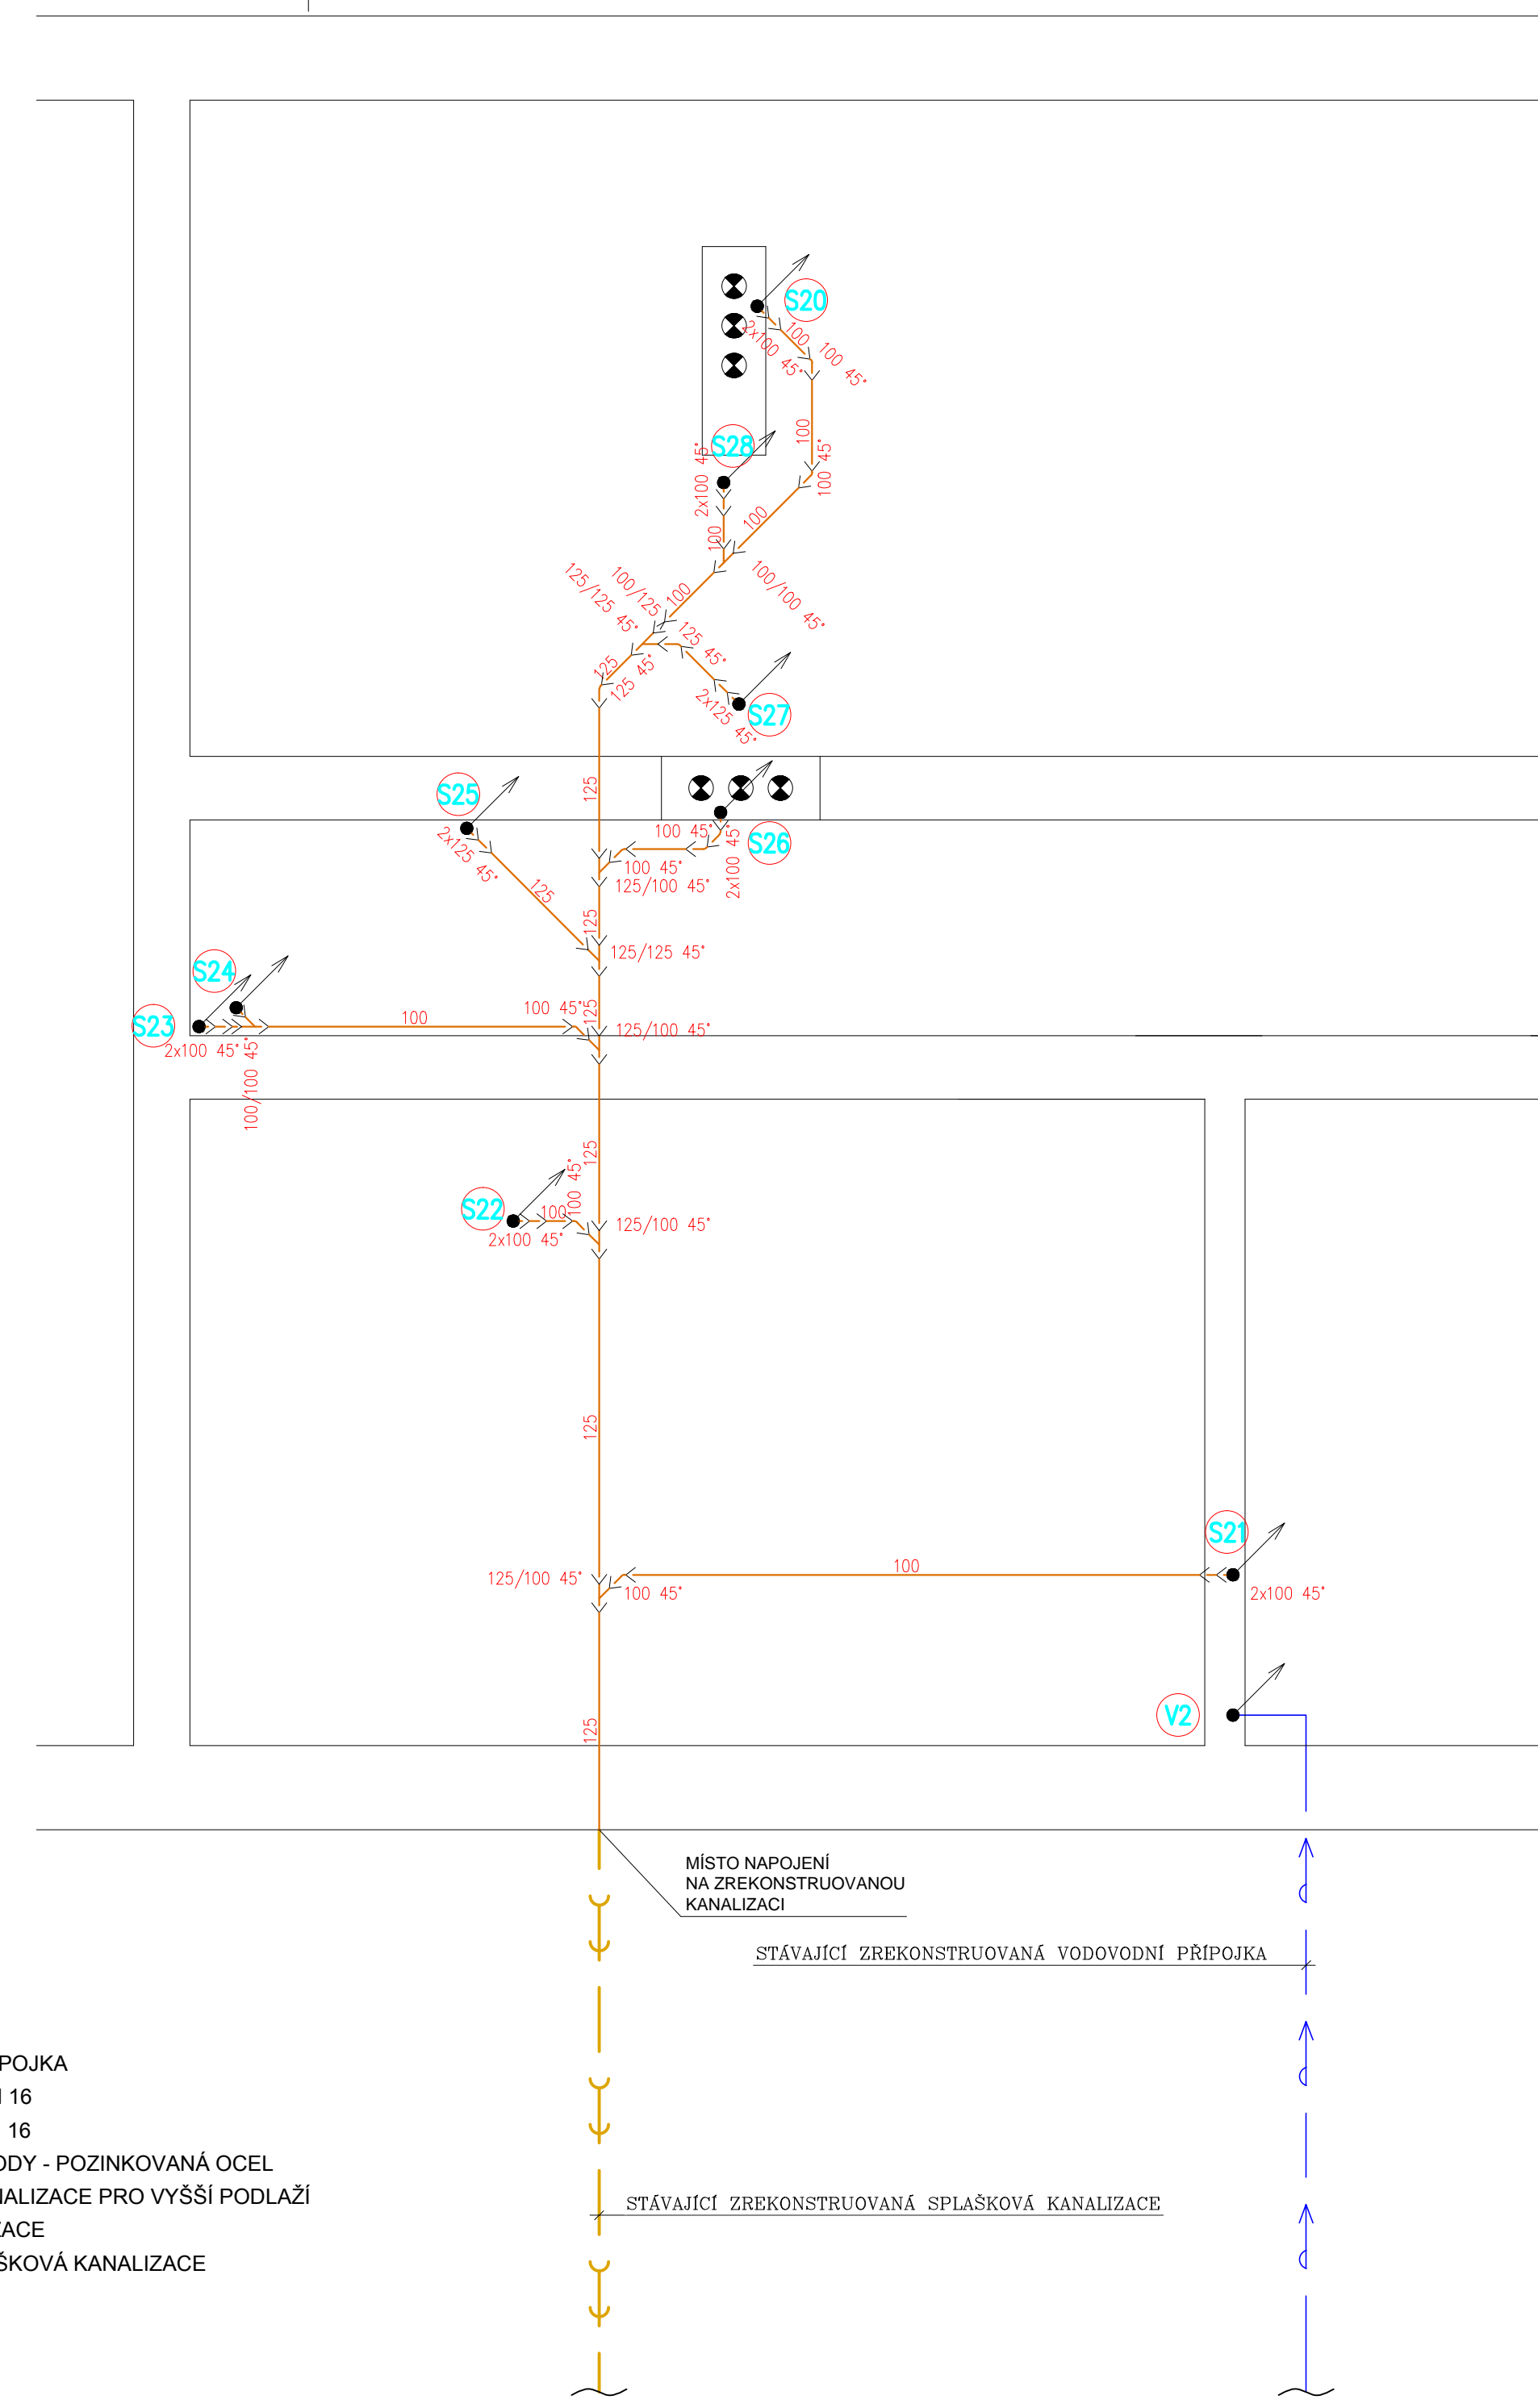 S20
100
2x100 45°
100 45°
S28
100
2x100 45°
100 45°
100
100
100/100 45°
125/125 45°
100/125
100
125 45°
125
125 45°
2x125 45°
S27
125
S25
2x125 45°
125
100 45°
S26
2x100 45°
100 45°
125/100 45°
125
125/125 45°
S24
S23
100
100 45°
125
125/100 45°
2x100 45°
100/100 45°
125
S22
100
100 45°
2x100 45°
125/100 45°
125
S21
100
125/100 45°
100 45°
2x100 45°
V2
125
MÍSTO NAPOJENÍ
NA ZREKONSTRUOVANOU
KANALIZACI
STÁVAJÍCÍ ZREKONSTRUOVANÁ VODOVODNÍ PŘÍPOJKA
POJKA
16
16
ODY - POZINKOVANÁ OCEL
NALIZACE PRO VYŠŠÍ PODLAŽÍ
ZACE
ŠKOVÁ KANALIZACE
STÁVAJÍCÍ ZREKONSTRUOVANÁ SPLAŠKOVÁ KANALIZACE